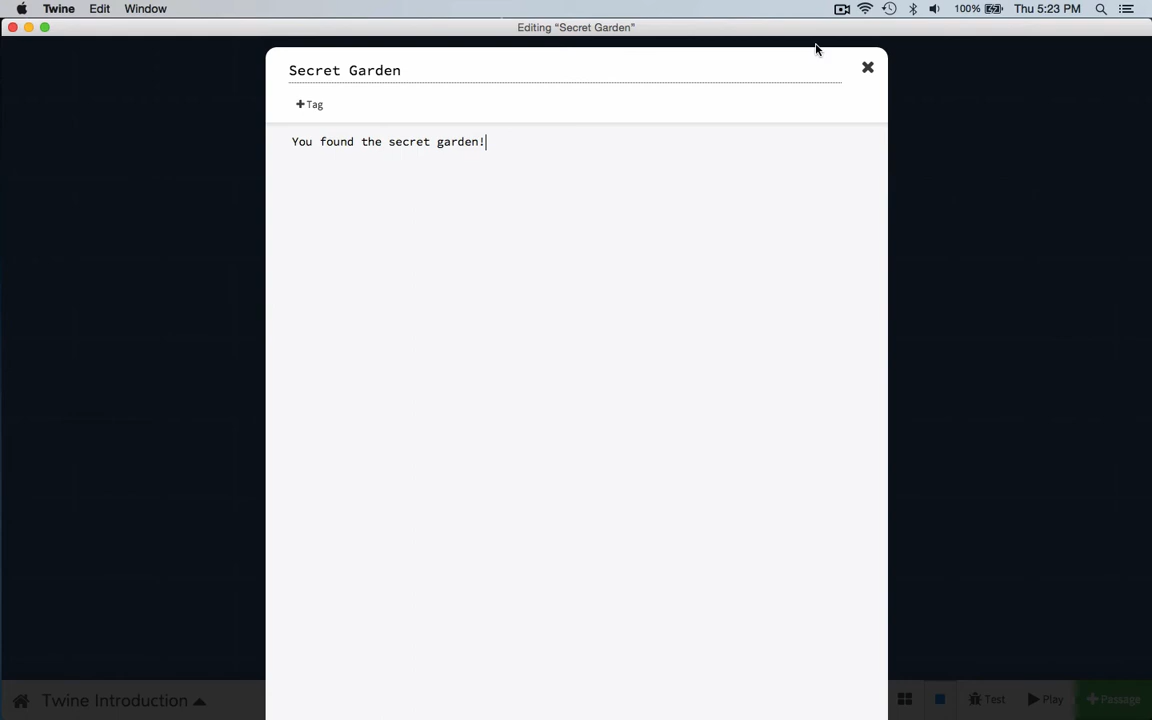 Twine Edit Window 100% Thu 5:23 PM
Editing "Secret Garden"
Secret Garden
+Tag
You found the secret garden!
Twine Introduction Test Play +Passage